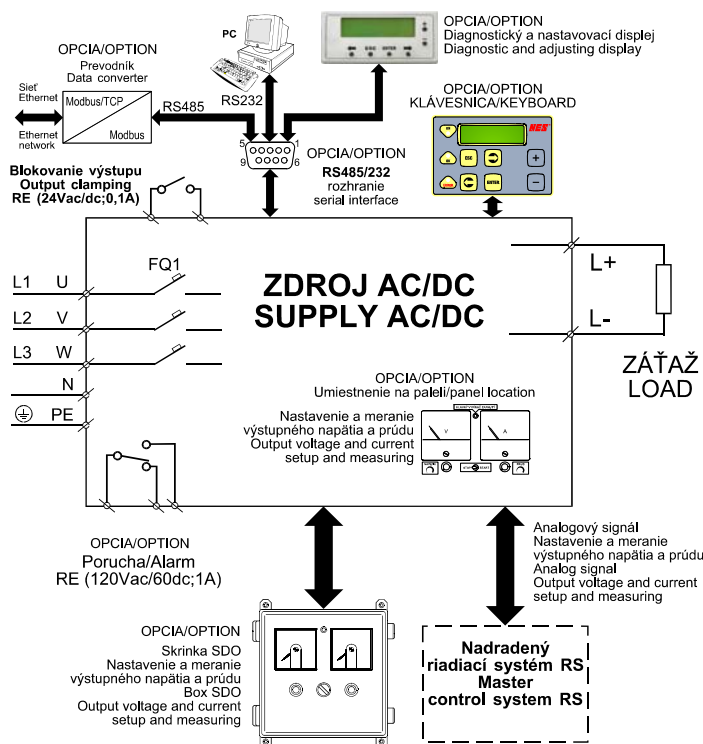 PC
OPCIA/OPTION
Diagnostický a nastavovací displej
Diagnostic and adjusting display
ESC ENTER
OPCIA/OPTION
Prevodník
Data converter
Sieť
Ethernet
Ethernet
network
Modbus/TCP
Modbus
RS485
RS232
5 1
9 6
OPCIA/OPTION
RS485/232
rozhranie
serial interface
OPCIA/OPTION
KLÁVESNICA/KEYBOARD
ESC
ENTER
+
−
Blokovanie výstupu
Output clamping
RE (24Vac/dc;0,1A)
L1 U
L2 V
L3 W
N
PE
FQ1
ZDROJ AC/DC
SUPPLY AC/DC
L+
L-
ZÁŤAŽ
LOAD
OPCIA/OPTION
Umiestnenie na paleli/panel location
Nastavenie a meranie
výstupného napätia a prúdu
Output voltage and current
setup and measuring
V
A
OPCIA/OPTION
Porucha/Alarm
RE (120Vac/60dc;1A)
OPCIA/OPTION
Skrinka SDO
Nastavenie a meranie
výstupného napätia a prúdu
Box SDO
Output voltage and current
setup and measuring
Analogový signál
Nastavenie a meranie
výstupného napätia a prúdu
Analog signal
Output voltage and current
setup and measuring
Nadradený
riadiací systém RS
Master
control system RS